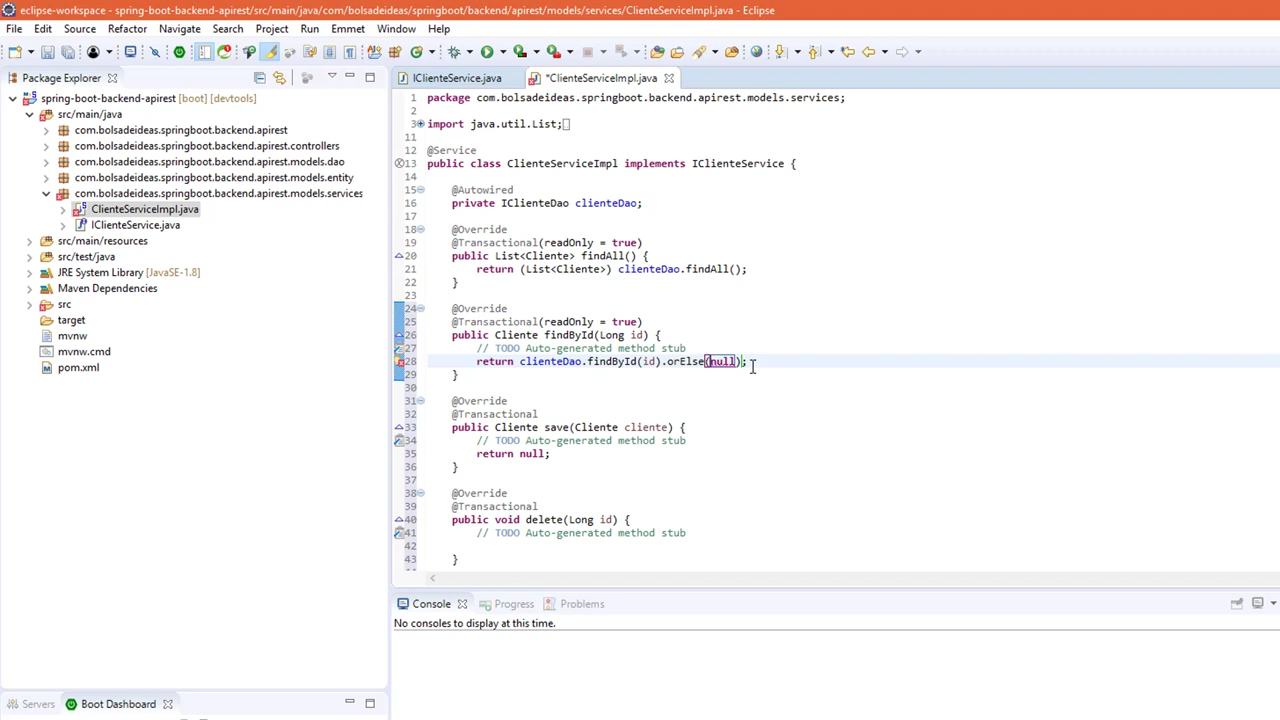 eclipse-workspace - spring-boot-backend-apirest/src/main/java/com/bolsadeideas/springboot/backend/apirest/models/services/ClienteServiceImpl.java - Eclipse
File Edit Source Refactor Navigate Search Project Run Emmet Window Help
Package Explorer
spring-boot-backend-apirest [boot] [devtools]
src/main/java
com.bolsadeideas.springboot.backend.apirest
com.bolsadeideas.springboot.backend.apirest.controllers
com.bolsadeideas.springboot.backend.apirest.models.dao
com.bolsadeideas.springboot.backend.apirest.models.entity
com.bolsadeideas.springboot.backend.apirest.models.services
ClienteServiceImpl.java
IClienteService.java
src/main/resources
src/test/java
JRE System Library [JavaSE-1.8]
Maven Dependencies
src
target
mvnw
mvnw.cmd
pom.xml
Servers Boot Dashboard
IClienteService.java *ClienteServiceImpl.java
1 package com.bolsadeideas.springboot.backend.apirest.models.services;
2
3 import java.util.List;
11
12 @Service
13 public class ClienteServiceImpl implements IClienteService {
14
15 @Autowired
16 private IClienteDao clienteDao;
17
18 @Override
19 @Transactional(readOnly = true)
20 public List<Cliente> findAll() {
21 return (List<Cliente>) clienteDao.findAll();
22 }
23
24 @Override
25 @Transactional(readOnly = true)
26 public Cliente findById(Long id) {
27 // TODO Auto-generated method stub
28 return clienteDao.findById(id).orElse(null);
29 }
30
31 @Override
32 @Transactional
33 public Cliente save(Cliente cliente) {
34 // TODO Auto-generated method stub
35 return null;
36 }
37
38 @Override
39 @Transactional
40 public void delete(Long id) {
41 // TODO Auto-generated method stub
42
43 }
Console Progress Problems
No consoles to display at this time.